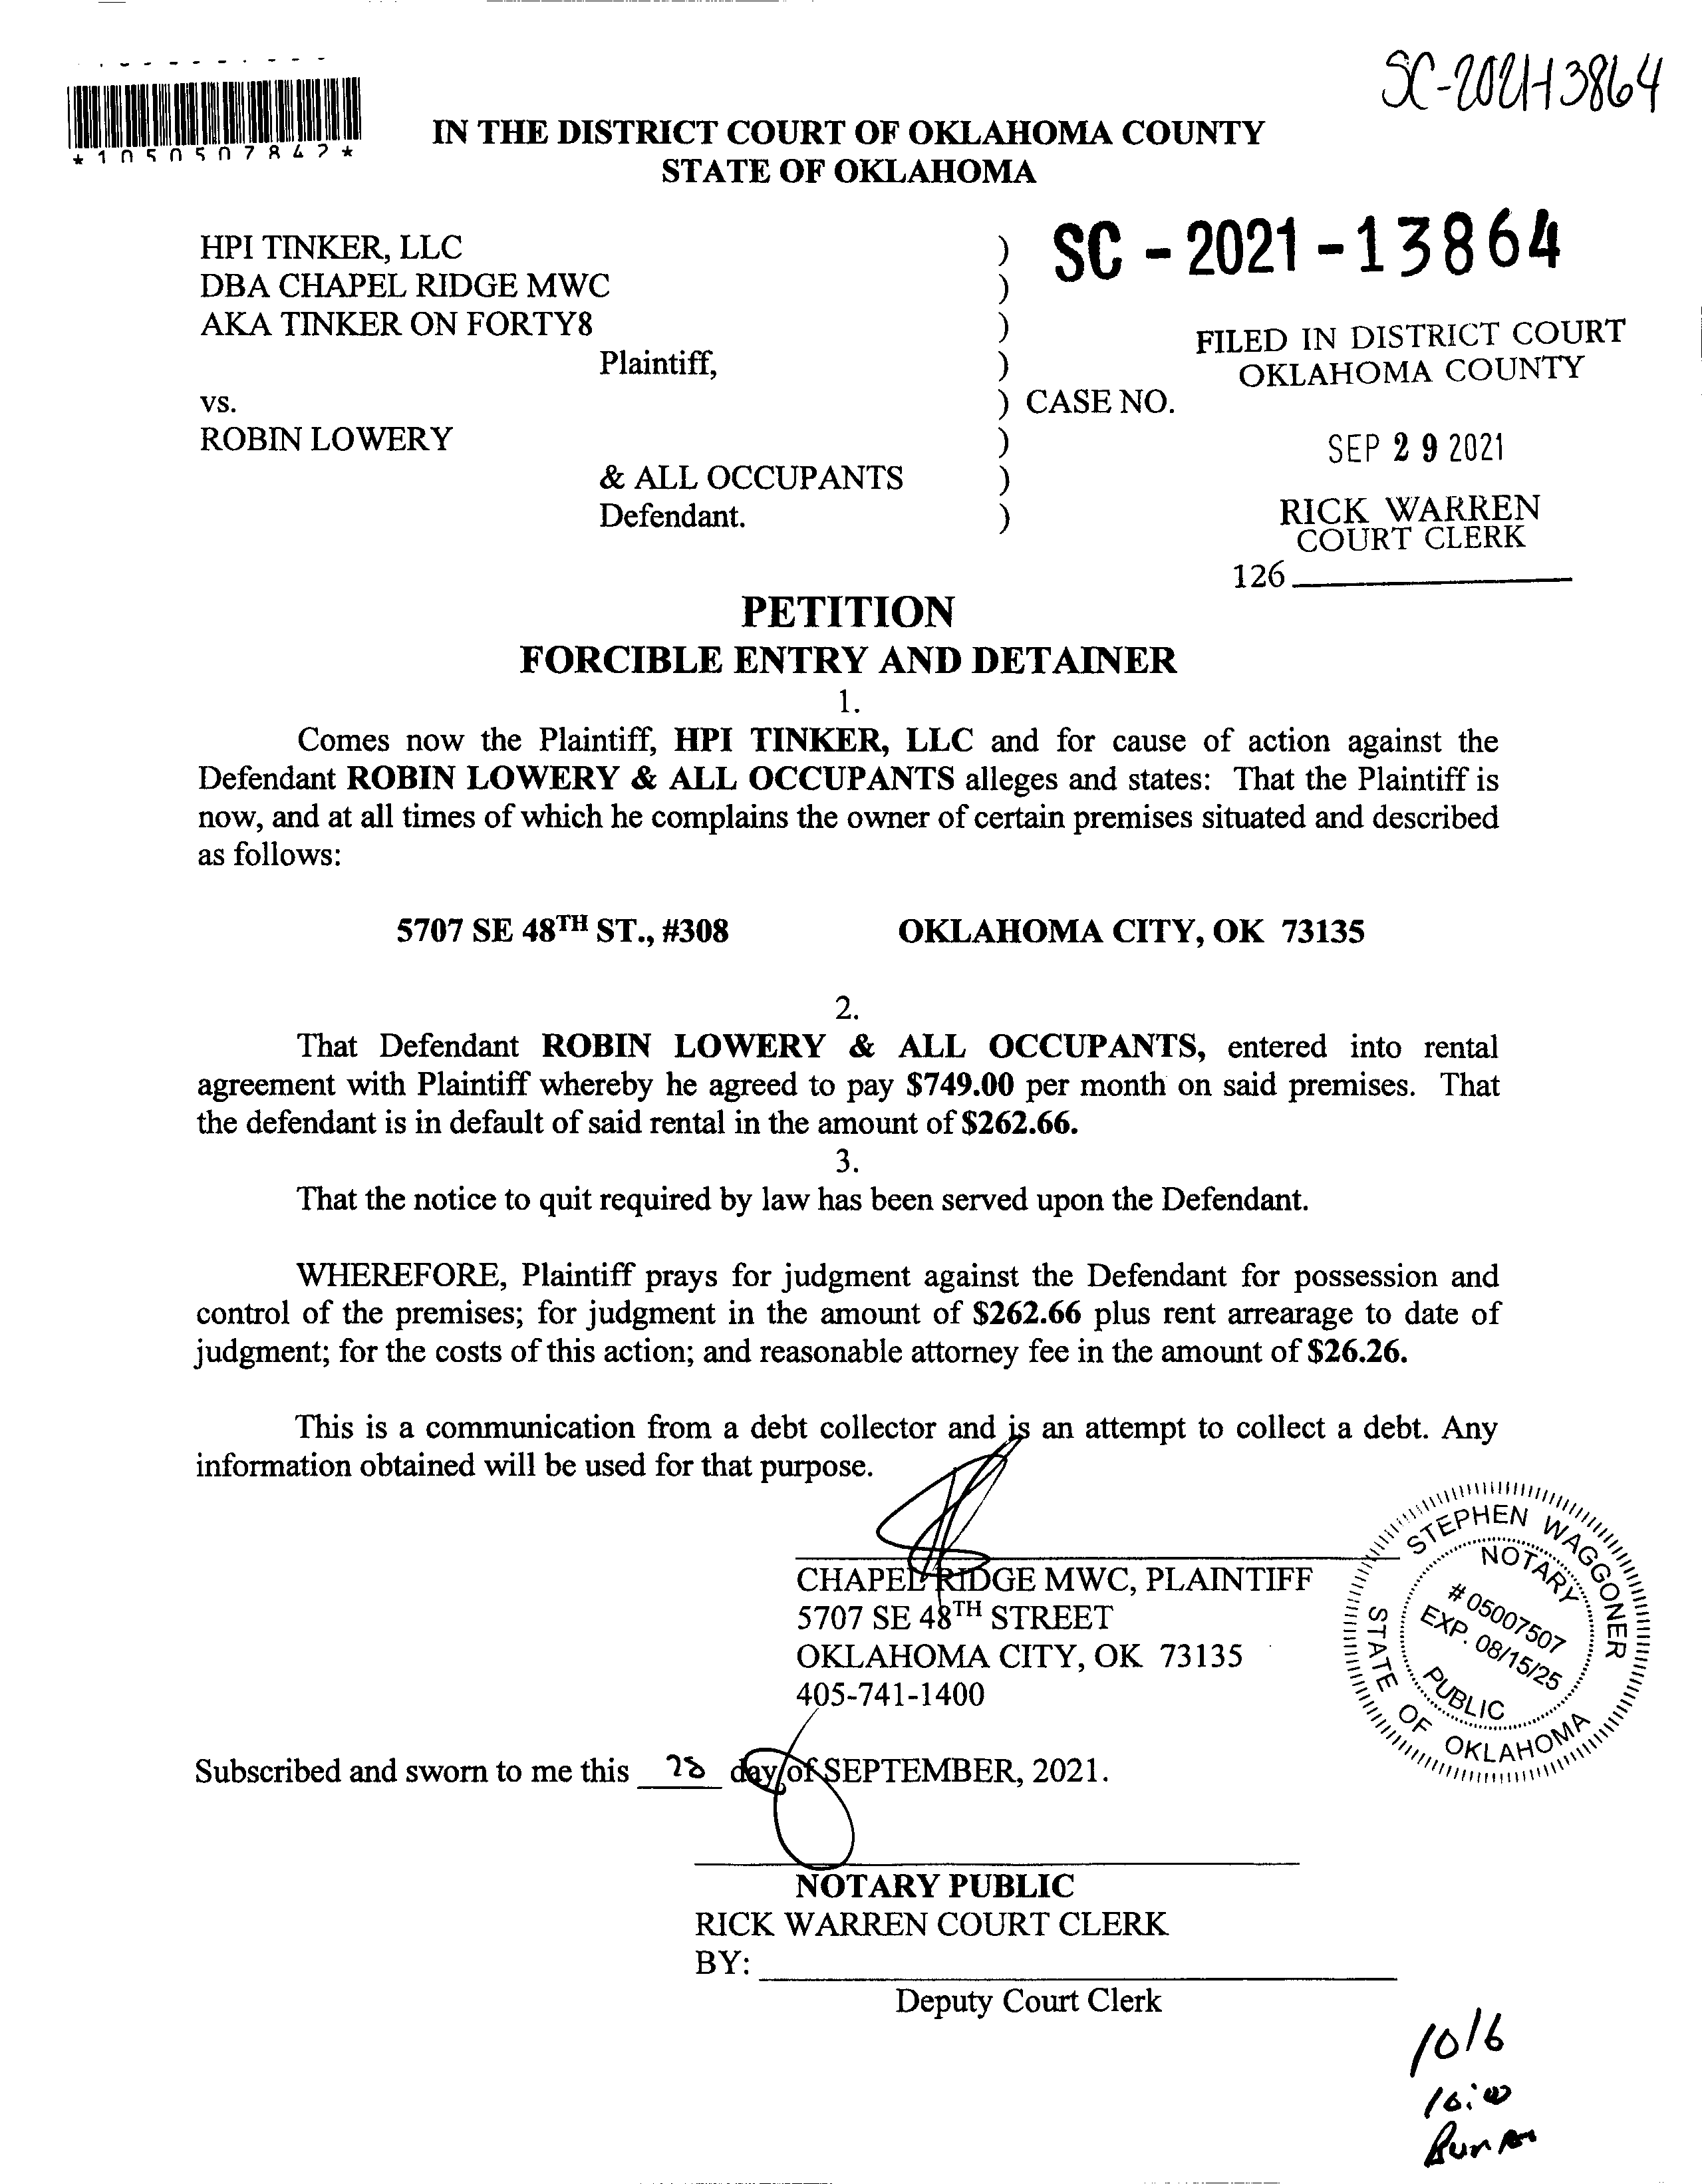 SC-2021-13864
*1050507842*
IN THE DISTRICT COURT OF OKLAHOMA COUNTY
STATE OF OKLAHOMA
SC - 2021 - 13864
HPI TINKER, LLC )
DBA CHAPEL RIDGE MWC )
AKA TINKER ON FORTY8 )
Plaintiff, )
vs. ) CASE NO.
ROBIN LOWERY )
& ALL OCCUPANTS )
Defendant. )
FILED IN DISTRICT COURT
OKLAHOMA COUNTY
SEP 29 2021
RICK WARREN
COURT CLERK
126
PETITION
FORCIBLE ENTRY AND DETAINER
1.
Comes now the Plaintiff, HPI TINKER, LLC and for cause of action against the
Defendant ROBIN LOWERY & ALL OCCUPANTS alleges and states: That the Plaintiff is
now, and at all times of which he complains the owner of certain premises situated and described
as follows:
5707 SE 48TH ST., #308 OKLAHOMA CITY, OK 73135
2.
That Defendant ROBIN LOWERY & ALL OCCUPANTS, entered into rental
agreement with Plaintiff whereby he agreed to pay $749.00 per month on said premises. That
the defendant is in default of said rental in the amount of $262.66.
3.
That the notice to quit required by law has been served upon the Defendant.
WHEREFORE, Plaintiff prays for judgment against the Defendant for possession and
control of the premises; for judgment in the amount of $262.66 plus rent arrearage to date of
judgment; for the costs of this action; and reasonable attorney fee in the amount of $26.26.
This is a communication from a debt collector and is an attempt to collect a debt. Any
information obtained will be used for that purpose.
CHAPEL RIDGE MWC, PLAINTIFF
5707 SE 48TH STREET
OKLAHOMA CITY, OK 73135
405-741-1400
STEPHEN WAGGONER
NOTARY
# 05007507
EXP. 08/15/25
PUBLIC
STATE OF OKLAHOMA
Subscribed and sworn to me this 28 day of SEPTEMBER, 2021.
NOTARY PUBLIC
RICK WARREN COURT CLERK
BY:
Deputy Court Clerk
10/6